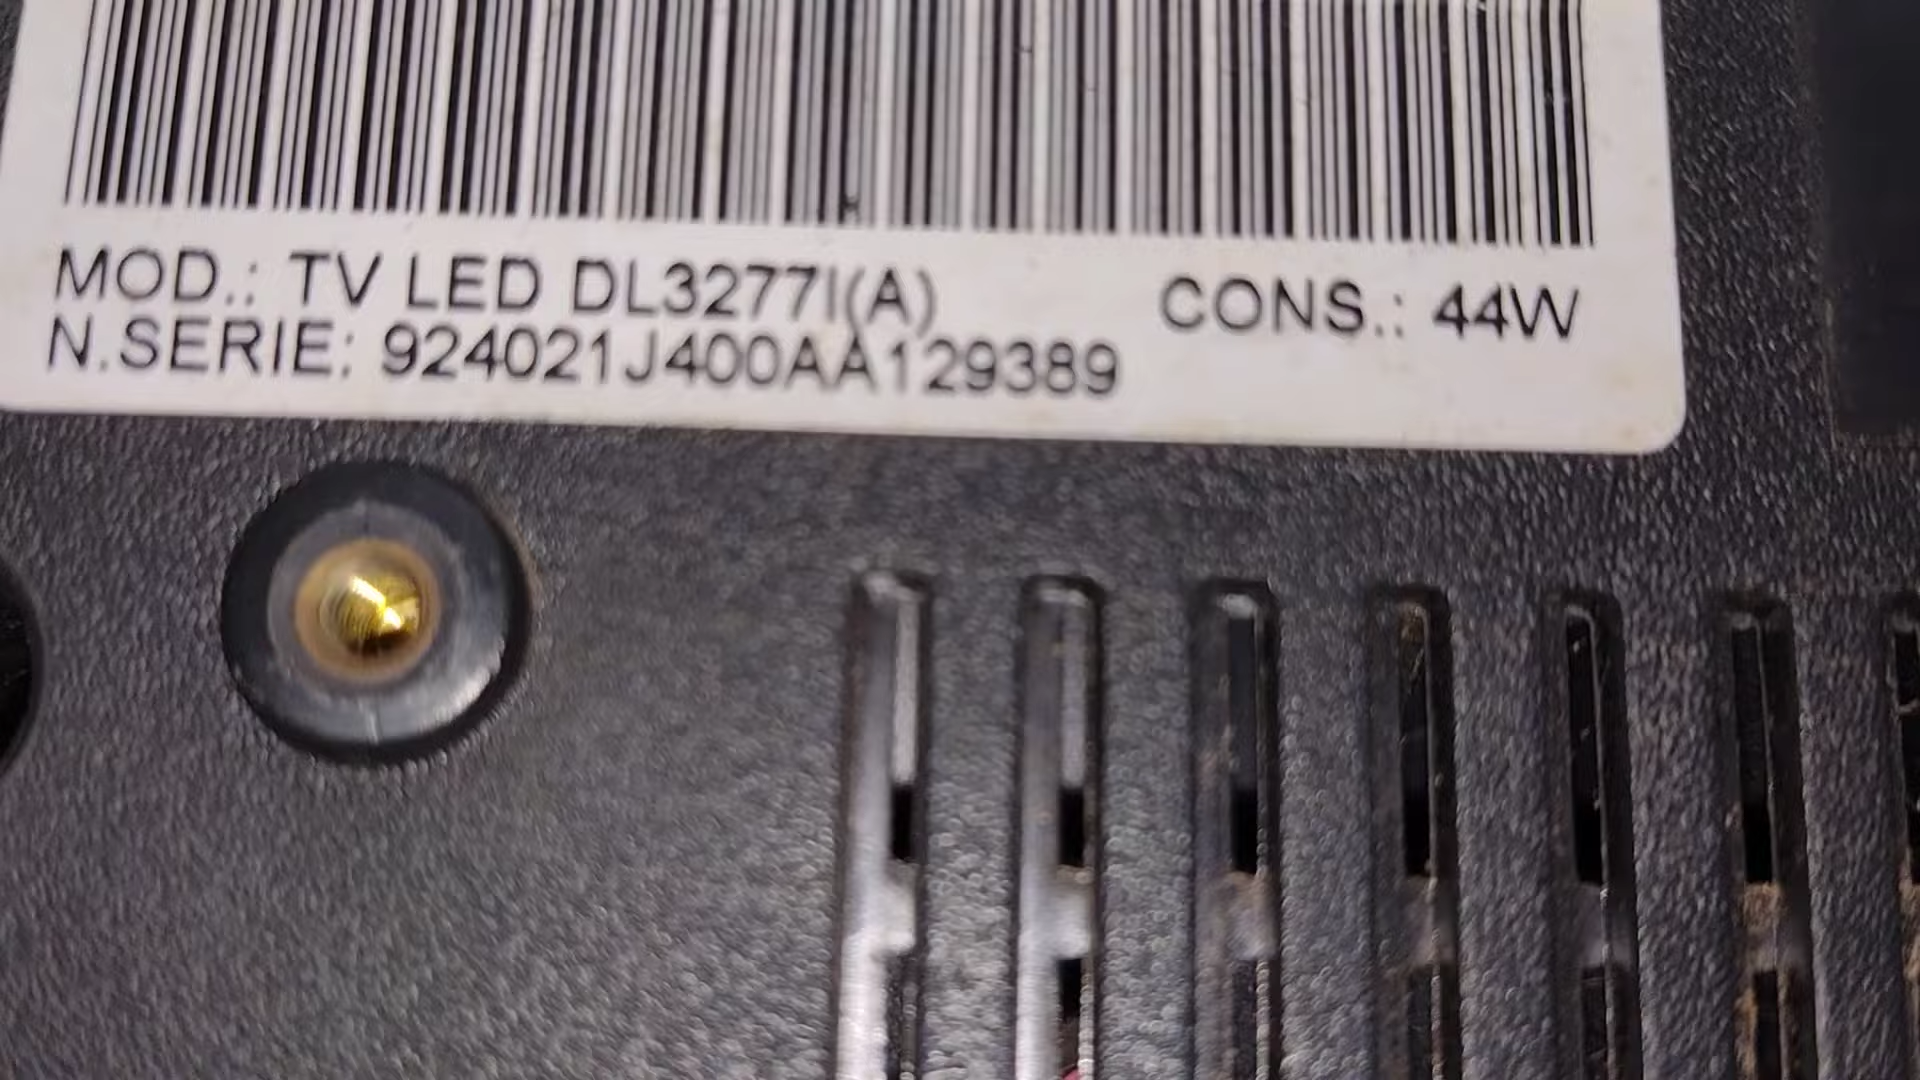 MOD.: TV LED DL3277I(A) CONS.: 44W
N.SERIE: 924021J400AA129389